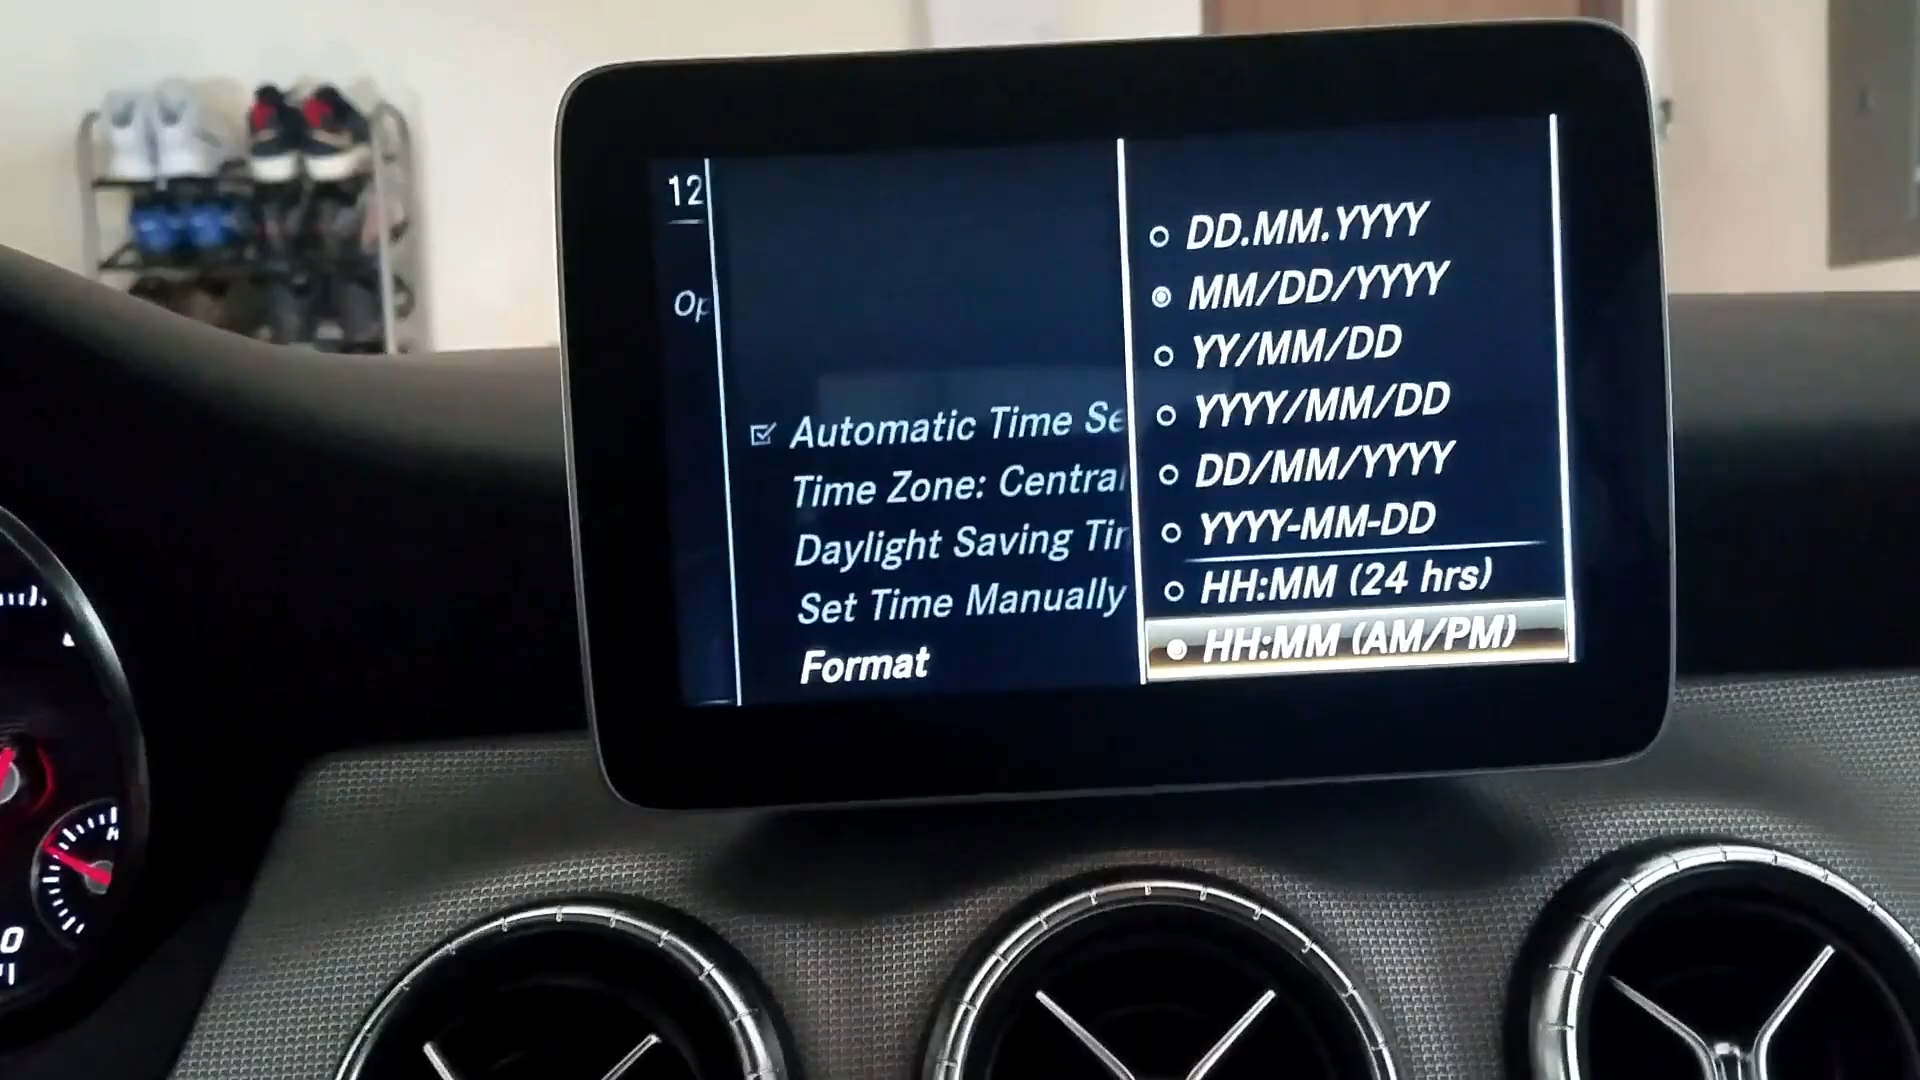 12
Op
Automatic Time Se
Time Zone: Central
Daylight Saving Tim
Set Time Manually
Format
DD.MM.YYYY
MM/DD/YYYY
YY/MM/DD
YYYY/MM/DD
DD/MM/YYYY
YYYY-MM-DD
HH:MM (24 hrs)
HH:MM (AM/PM)
H